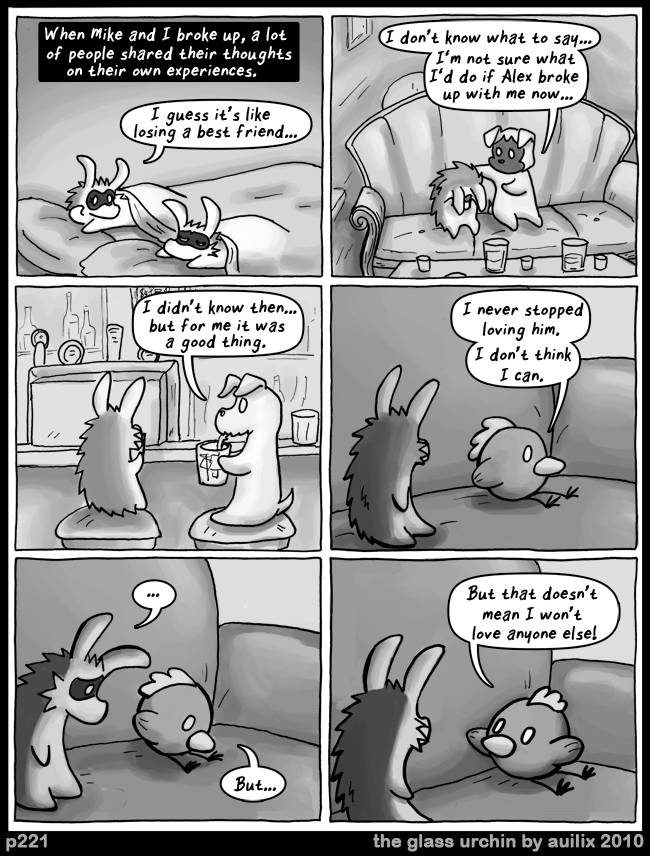 When Mike and I broke up, a lot
of people shared their thoughts
on their own experiences.
I guess it's like
losing a best friend...
I don't know what to say...
I'm not sure what
I'd do if Alex broke
up with me now...
I didn't know then...
but for me it was
a good thing.
I never stopped
loving him.
I don't think
I can.
...
But...
But that doesn't
mean I won't
love anyone else!
p221
the glass urchin by auilix 2010